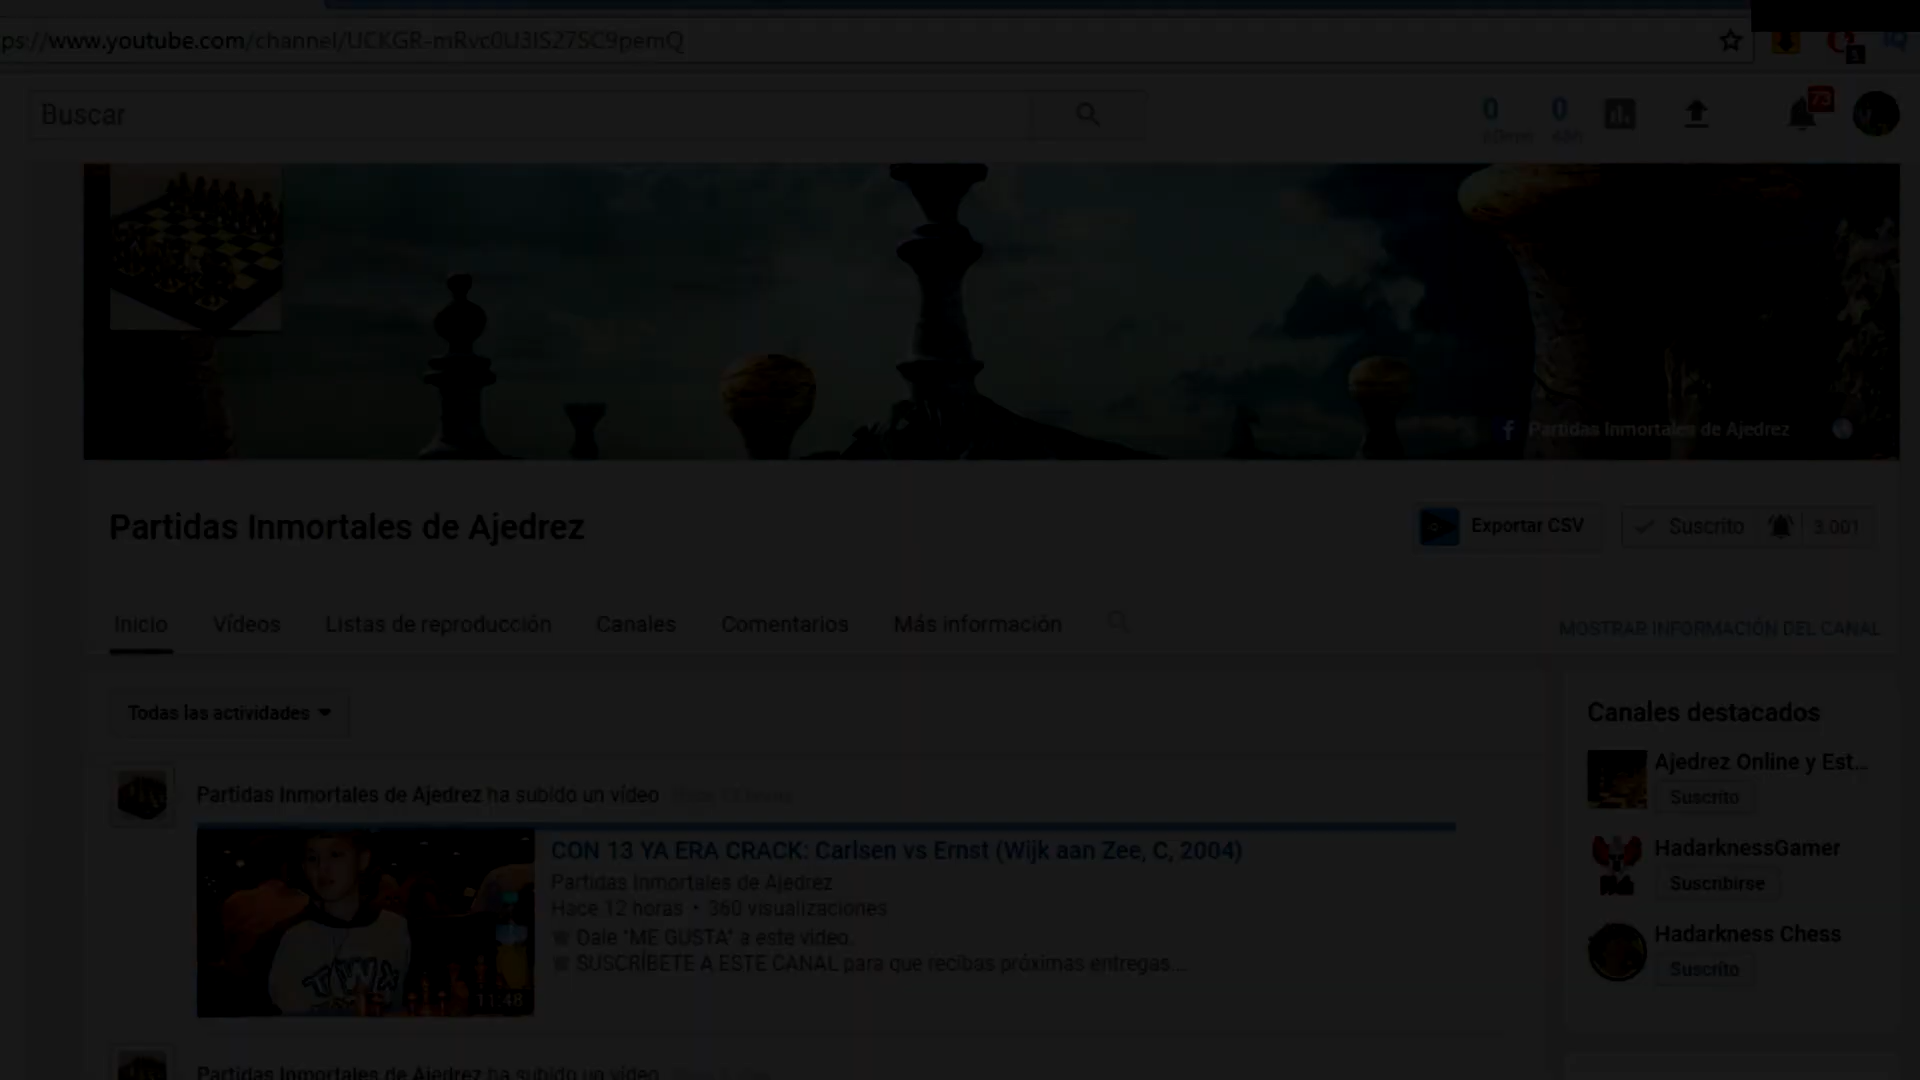 ps://www.youtube.com/channel/UCKGR-mRvc0U3IS27SC9pemQ
Buscar
0
0
73
Partidas Inmortales de Ajedrez
Partidas Inmortales de Ajedrez
Exportar CSV
Suscrito
3.001
Inicio
Vídeos
Listas de reproducción
Canales
Comentarios
Más información
MOSTRAR INFORMACIÓN DEL CANAL
Todas las actividades
Canales destacados
Ajedrez Online y Est...
Suscrito
HadarknessGamer
Suscribirse
Hadarkness Chess
Suscrito
Partidas Inmortales de Ajedrez ha subido un vídeo
CON 13 YA ERA CRACK: Carlsen vs Ernst (Wijk aan Zee, C, 2004)
Partidas Inmortales de Ajedrez
Hace 12 horas • 360 visualizaciones
Dale "ME GUSTA" a este video.
SUSCRÍBETE A ESTE CANAL para que recibas próximas entregas...
11:48
Partidas Inmortales de Ajedrez ha subido un vídeo